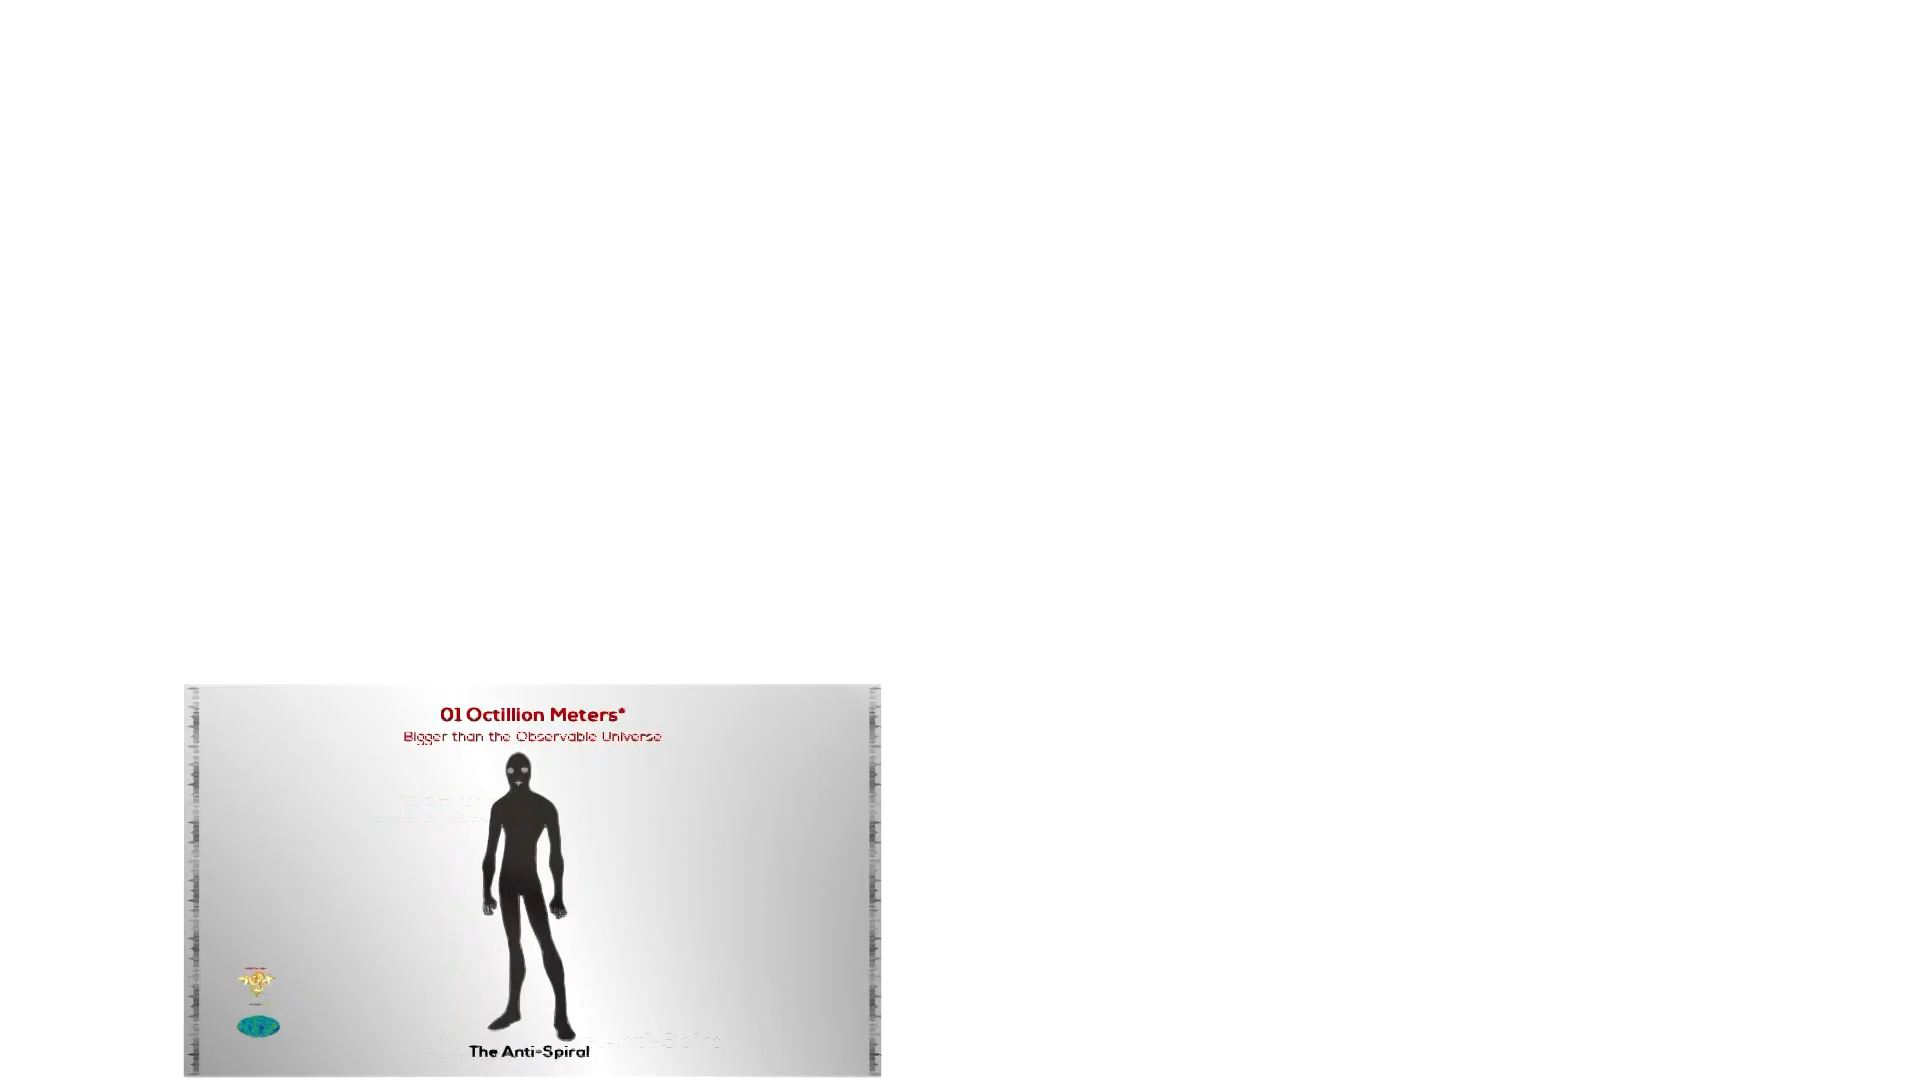 01 Octillion Meters*
Bigger than the Observable Universe
The Anti-Spiral